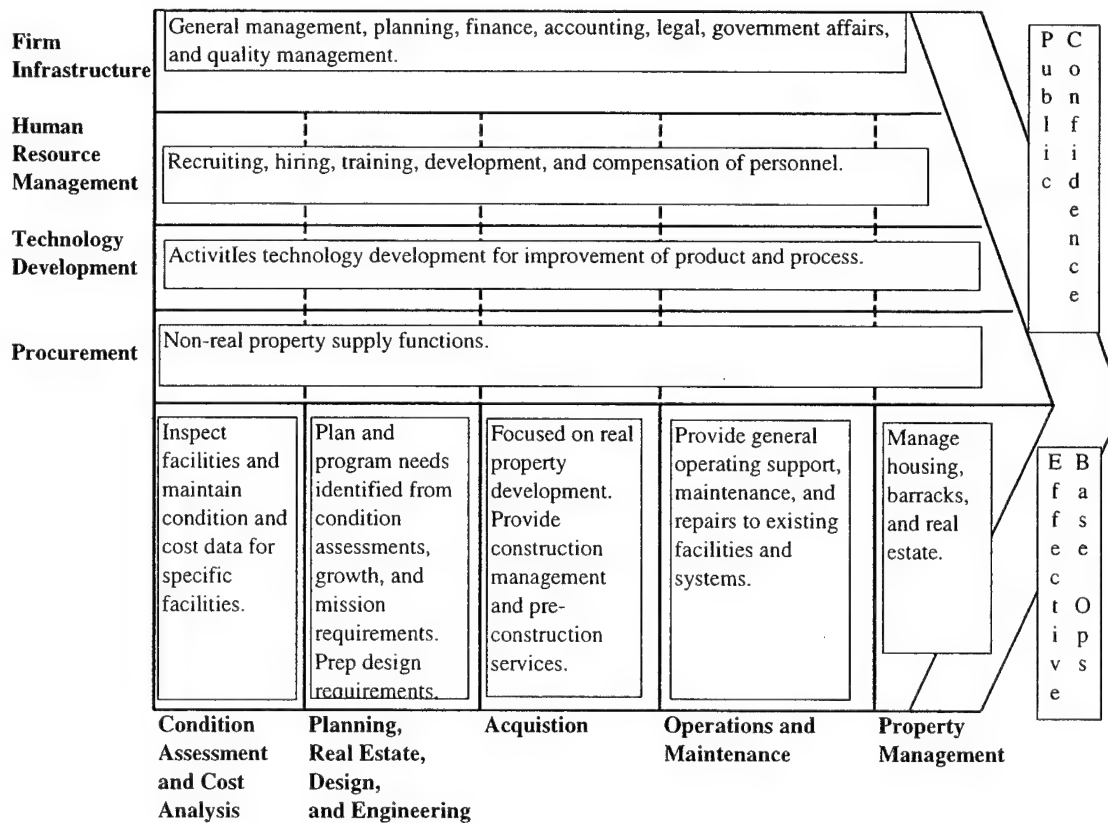 Firm
Infrastructure
General management, planning, finance, accounting, legal, government affairs,
and quality management.
Human
Resource
Management
Recruiting, hiring, training, development, and compensation of personnel.
Technology
Development
ActivitIes technology development for improvement of product and process.
Procurement
Non-real property supply functions.
Inspect
facilities and
maintain
condition and
cost data for
specific
facilities.
Plan and
program needs
identified from
condition
assessments,
growth, and
mission
requirements.
Prep design
requirements.
Focused on real
property
development.
Provide
construction
management
and pre-
construction
services.
Provide general
operating support,
maintenance, and
repairs to existing
facilities and
systems.
Manage
housing,
barracks,
and real
estate.
Public
Confidence
Effective
Base Ops
Condition
Assessment
and Cost
Analysis
Planning,
Real Estate,
Design,
and Engineering
Acquistion
Operations and
Maintenance
Property
Management